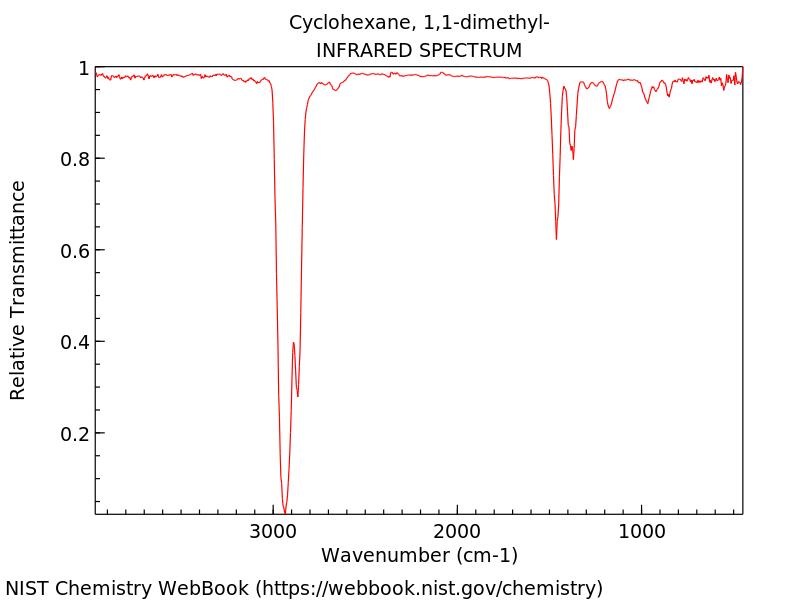 Cyclohexane, 1,1-dimethyl-
INFRARED SPECTRUM
1
0.8
0.6
0.4
0.2
Relative Transmittance
3000 2000 1000
Wavenumber (cm-1)
NIST Chemistry WebBook (https://webbook.nist.gov/chemistry)